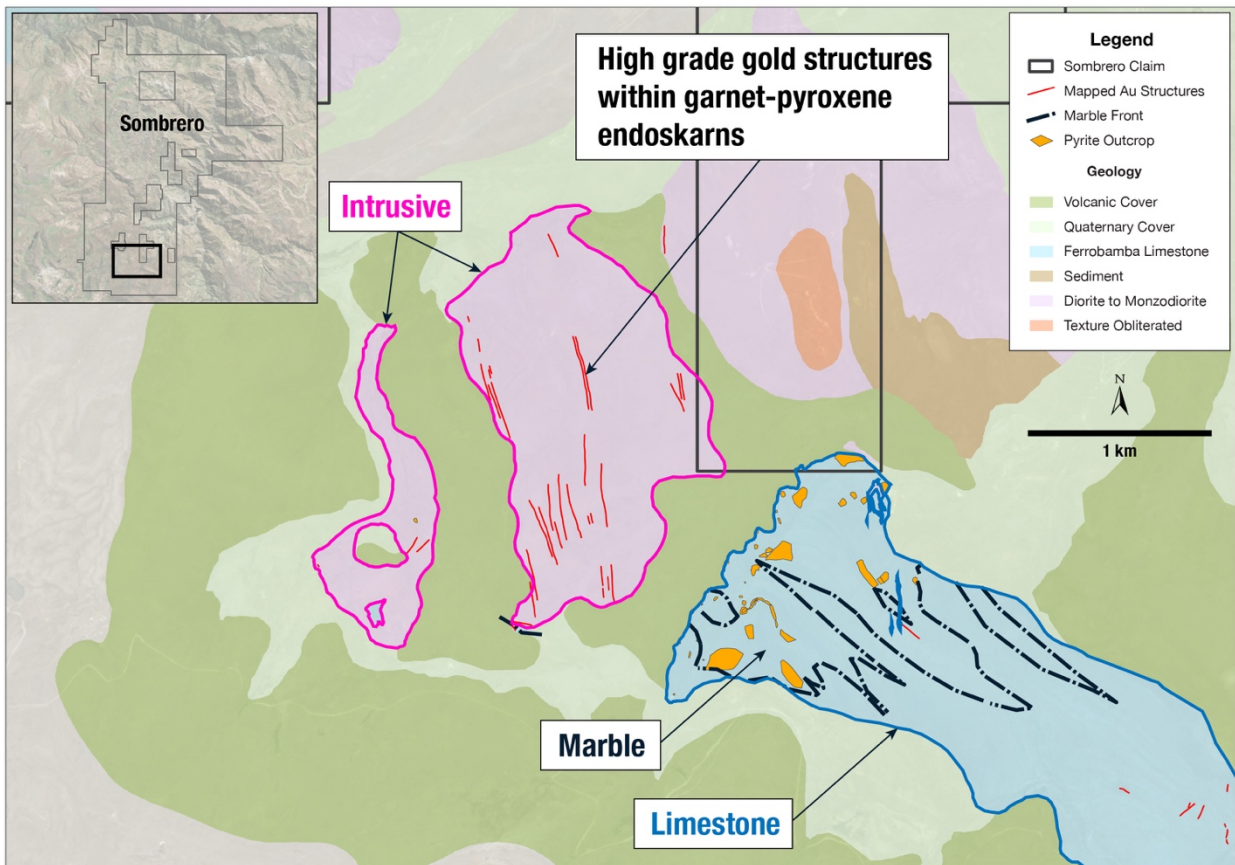 Sombrero
High grade gold structures
within garnet-pyroxene
endoskarns
Legend
Sombrero Claim
Mapped Au Structures
Marble Front
Pyrite Outcrop
Geology
Volcanic Cover
Quaternary Cover
Ferrobamba Limestone
Sediment
Diorite to Monzodiorite
Texture Obliterated
Intrusive
N
1 km
Marble
Limestone